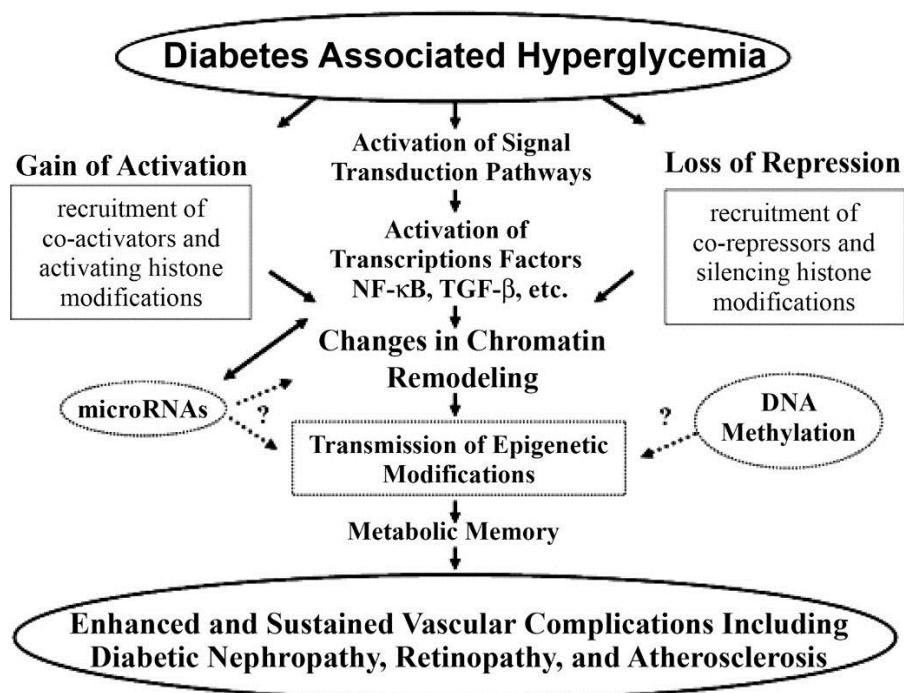 Diabetes Associated Hyperglycemia
Gain of Activation
recruitment of
co-activators and
activating histone
modifications
Activation of Signal
Transduction Pathways
Activation of
Transcriptions Factors
NF-κB, TGF-β, etc.
Loss of Repression
recruitment of
co-repressors and
silencing histone
modifications
Changes in Chromatin
Remodeling
microRNAs
?
?
DNA
Methylation
Transmission of Epigenetic
Modifications
Metabolic Memory
Enhanced and Sustained Vascular Complications Including
Diabetic Nephropathy, Retinopathy, and Atherosclerosis